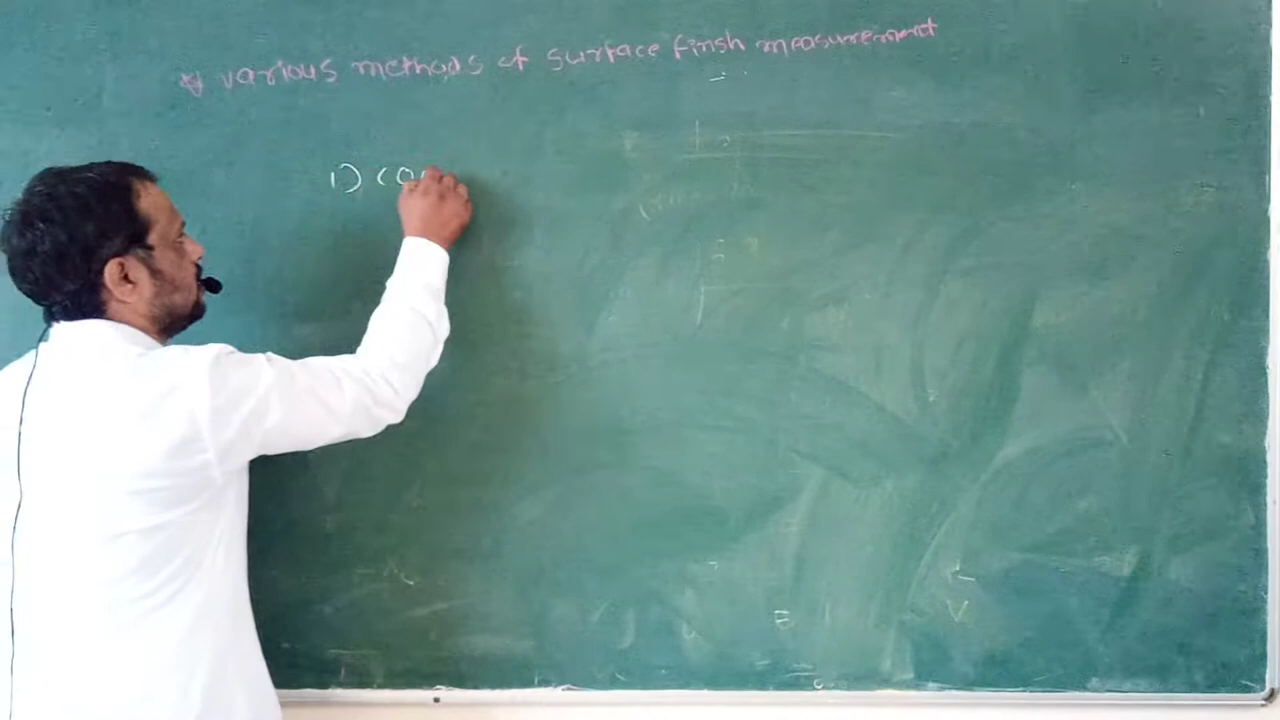 * various methods of surface finsh measurement
1) co